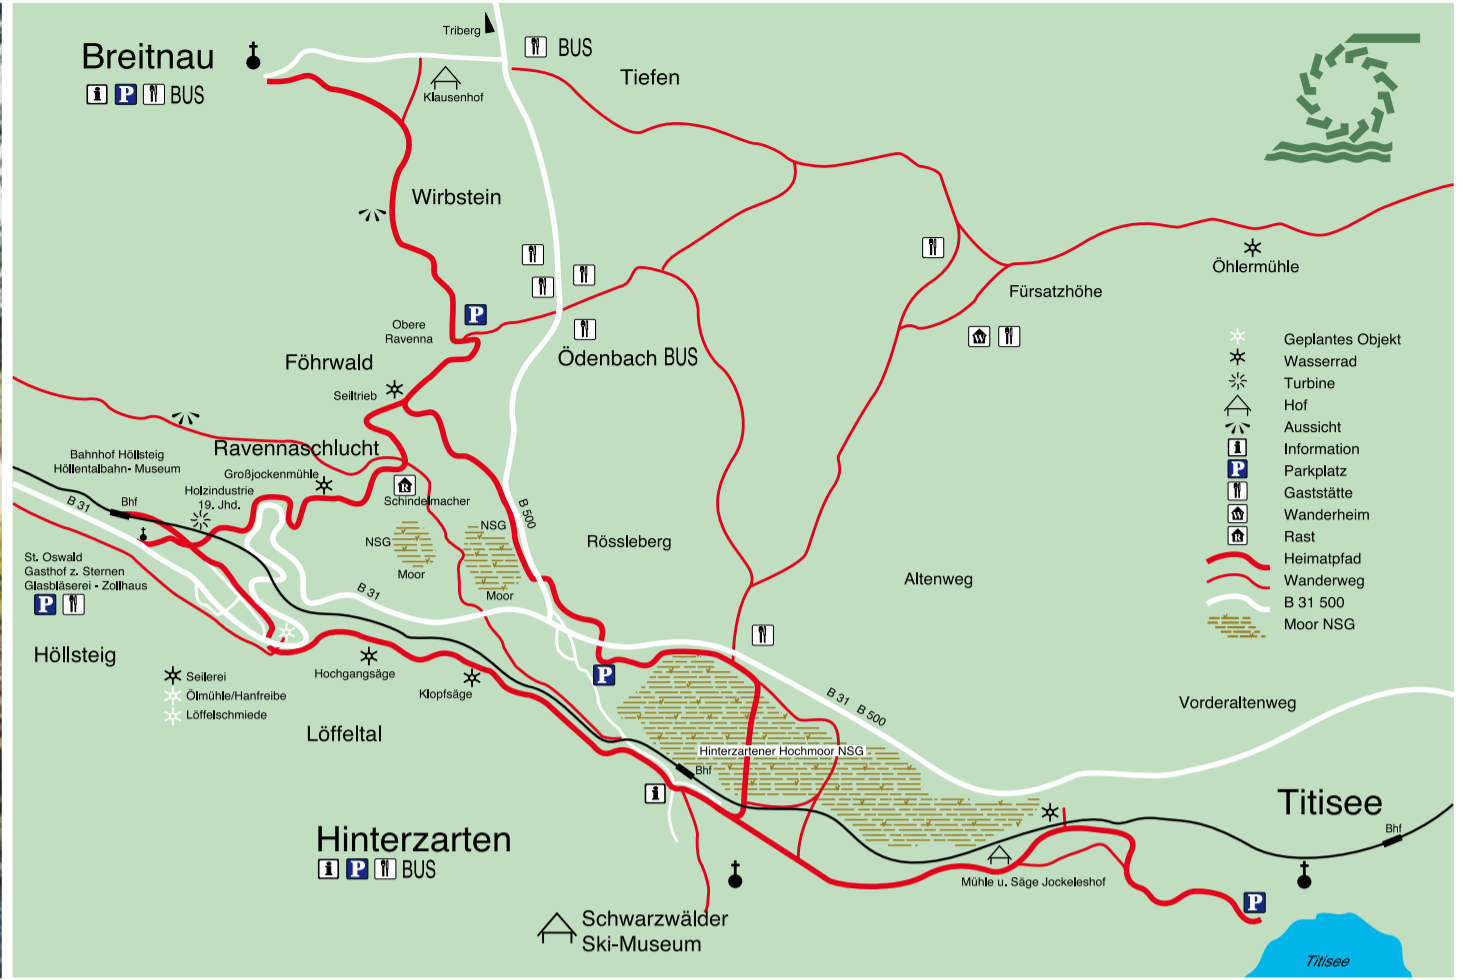 Triberg
BUS
Breitnau
i P BUS
Tiefen
Klausenhof
Wirbstein
Öhlermühle
Fürsatzhöhe
P
Obere
Ravenna
Ödenbach BUS
Föhrwald
Seiltrieb
W
Geplantes Objekt
Wasserrad
Turbine
Hof
Aussicht
i Information
P Parkplatz
Gaststätte
W Wanderheim
R Rast
Heimatpfad
Wanderweg
B 31 500
Moor NSG
Ravennaschlucht
Bahnhof Höllsteig
Höllentalbahn- Museum
Großjockenmühle
Holzindustrie
19. Jhd.
R
Schindelmacher
B 31
Bhf
B 500
NSG
NSG
Moor
Moor
Rössleberg
Altenweg
St. Oswald
Gasthof z. Sternen
Glasbläserei - Zollhaus
P
B 31
Höllsteig
Seilerei
Ölmühle/Hanfreibe
Löffelschmiede
Hochgangsäge
Klopfsäge
P
Löffeltal
B 31 B 500
Vorderaltenweg
Hinterzartener Hochmoor NSG
Bhf
i
Titisee
Bhf
Hinterzarten
i P BUS
Mühle u. Säge Jockeleshof
P
Schwarzwälder
Ski-Museum
Titisee